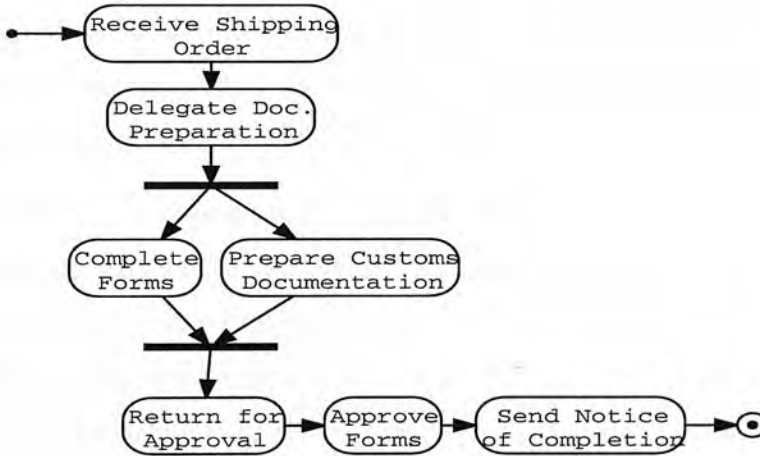 Receive Shipping
Order
Delegate Doc.
Preparation
Complete
Forms
Prepare Customs
Documentation
Return for
Approval
Approve
Forms
Send Notice
of Completion